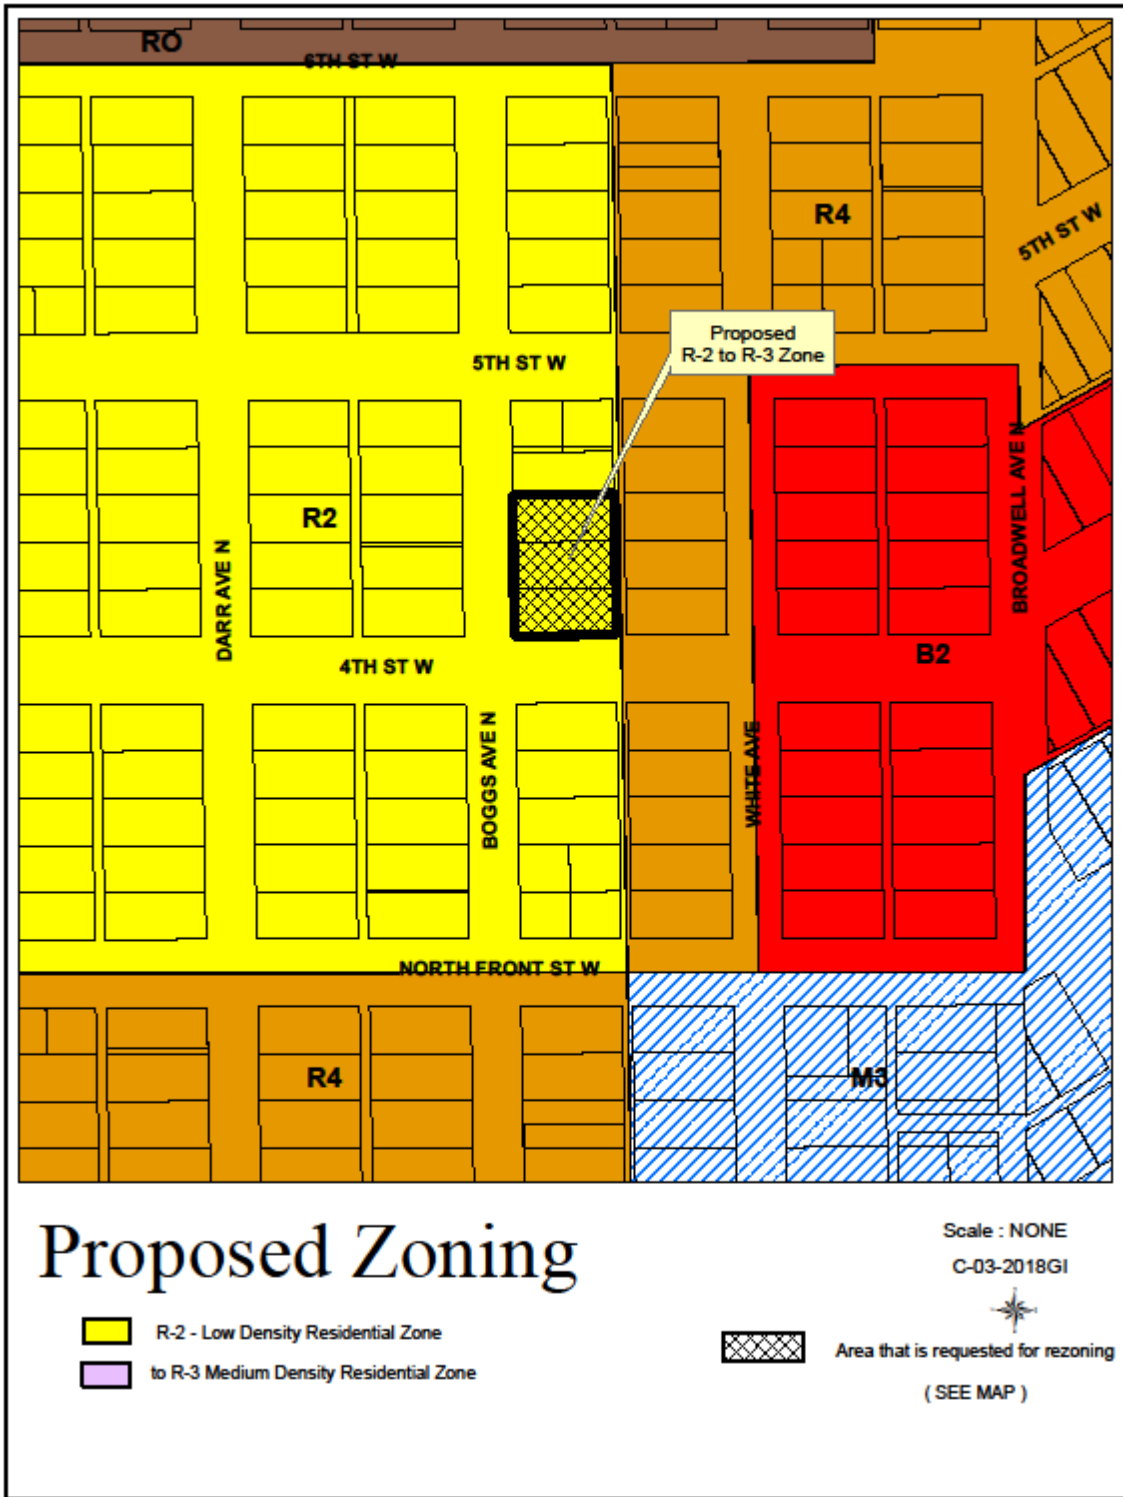 RO
6TH ST W
R4
5TH ST W
Proposed
R-2 to R-3 Zone
5TH ST W
R2
DARR AVE N
BROADWELL AVE N
B2
4TH ST W
BOGGS AVE N
WHITE AVE
NORTH FRONT ST W
R4
M3
Proposed Zoning
Scale : NONE
C-03-2018GI
R-2 - Low Density Residential Zone
to R-3 Medium Density Residential Zone
Area that is requested for rezoning
( SEE MAP )